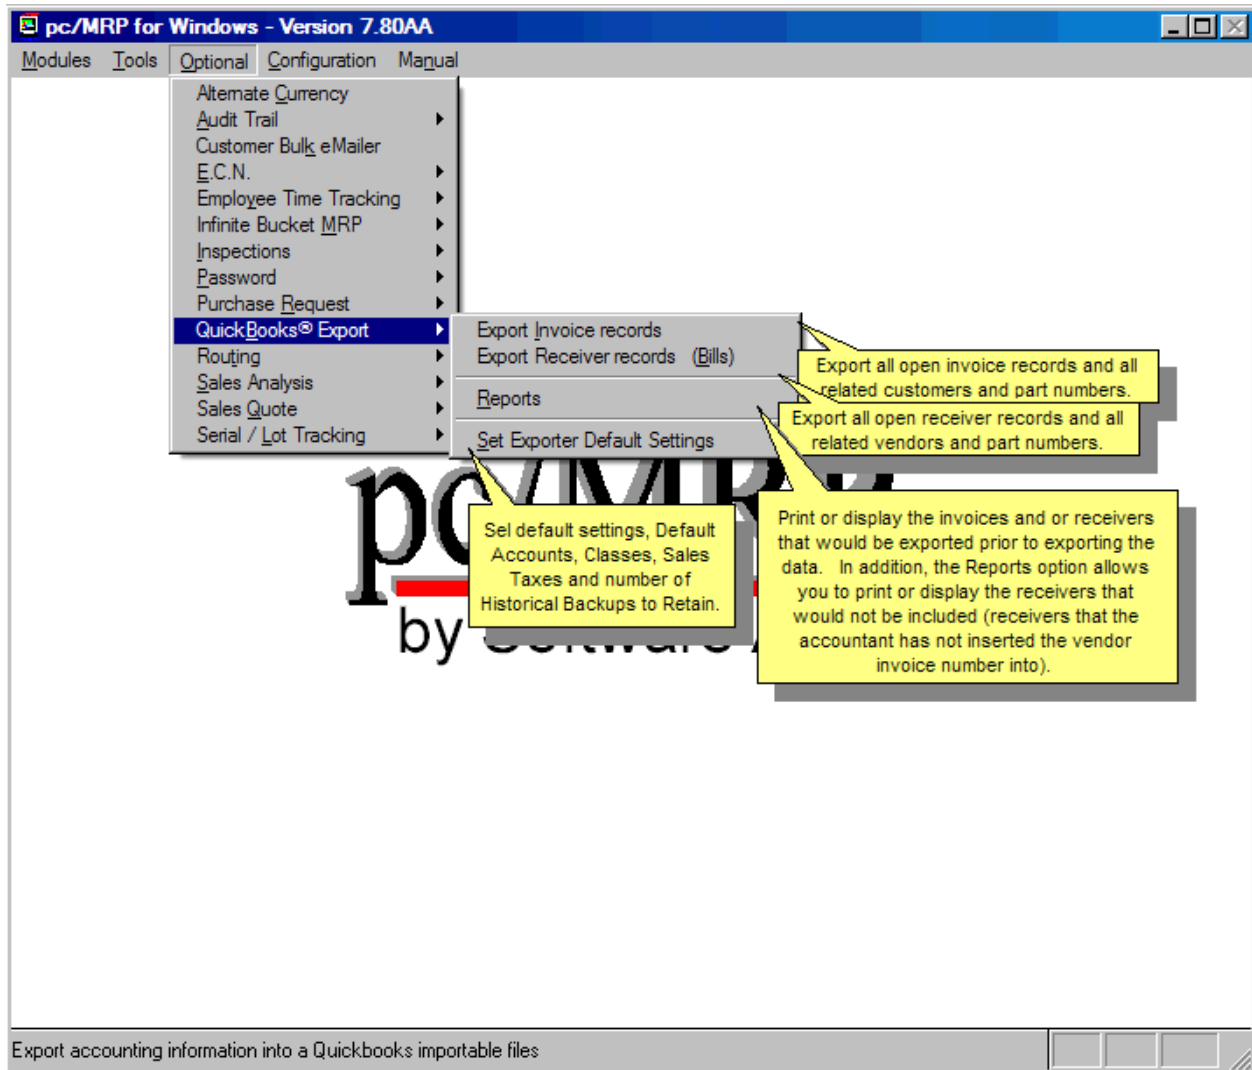 pc/MRP for Windows - Version 7.80AA
Modules Tools Optional Configuration Manual
Alternate Currency
Audit Trail
Customer Bulk eMailer
E.C.N.
Employee Time Tracking
Infinite Bucket MRP
Inspections
Password
Purchase Request
QuickBooks® Export
Routing
Sales Analysis
Sales Quote
Serial / Lot Tracking
Export Invoice records
Export Receiver records (Bills)
Reports
Set Exporter Default Settings
Export all open invoice records and all
related customers and part numbers.
Export all open receiver records and all
related vendors and part numbers.
Sel default settings, Default
Accounts, Classes, Sales
Taxes and number of
Historical Backups to Retain.
Print or display the invoices and or receivers
that would be exported prior to exporting the
data. In addition, the Reports option allows
you to print or display the receivers that
would not be included (receivers that the
accountant has not inserted the vendor
invoice number into).
pc/MRP
by Software
Export accounting information into a Quickbooks importable files